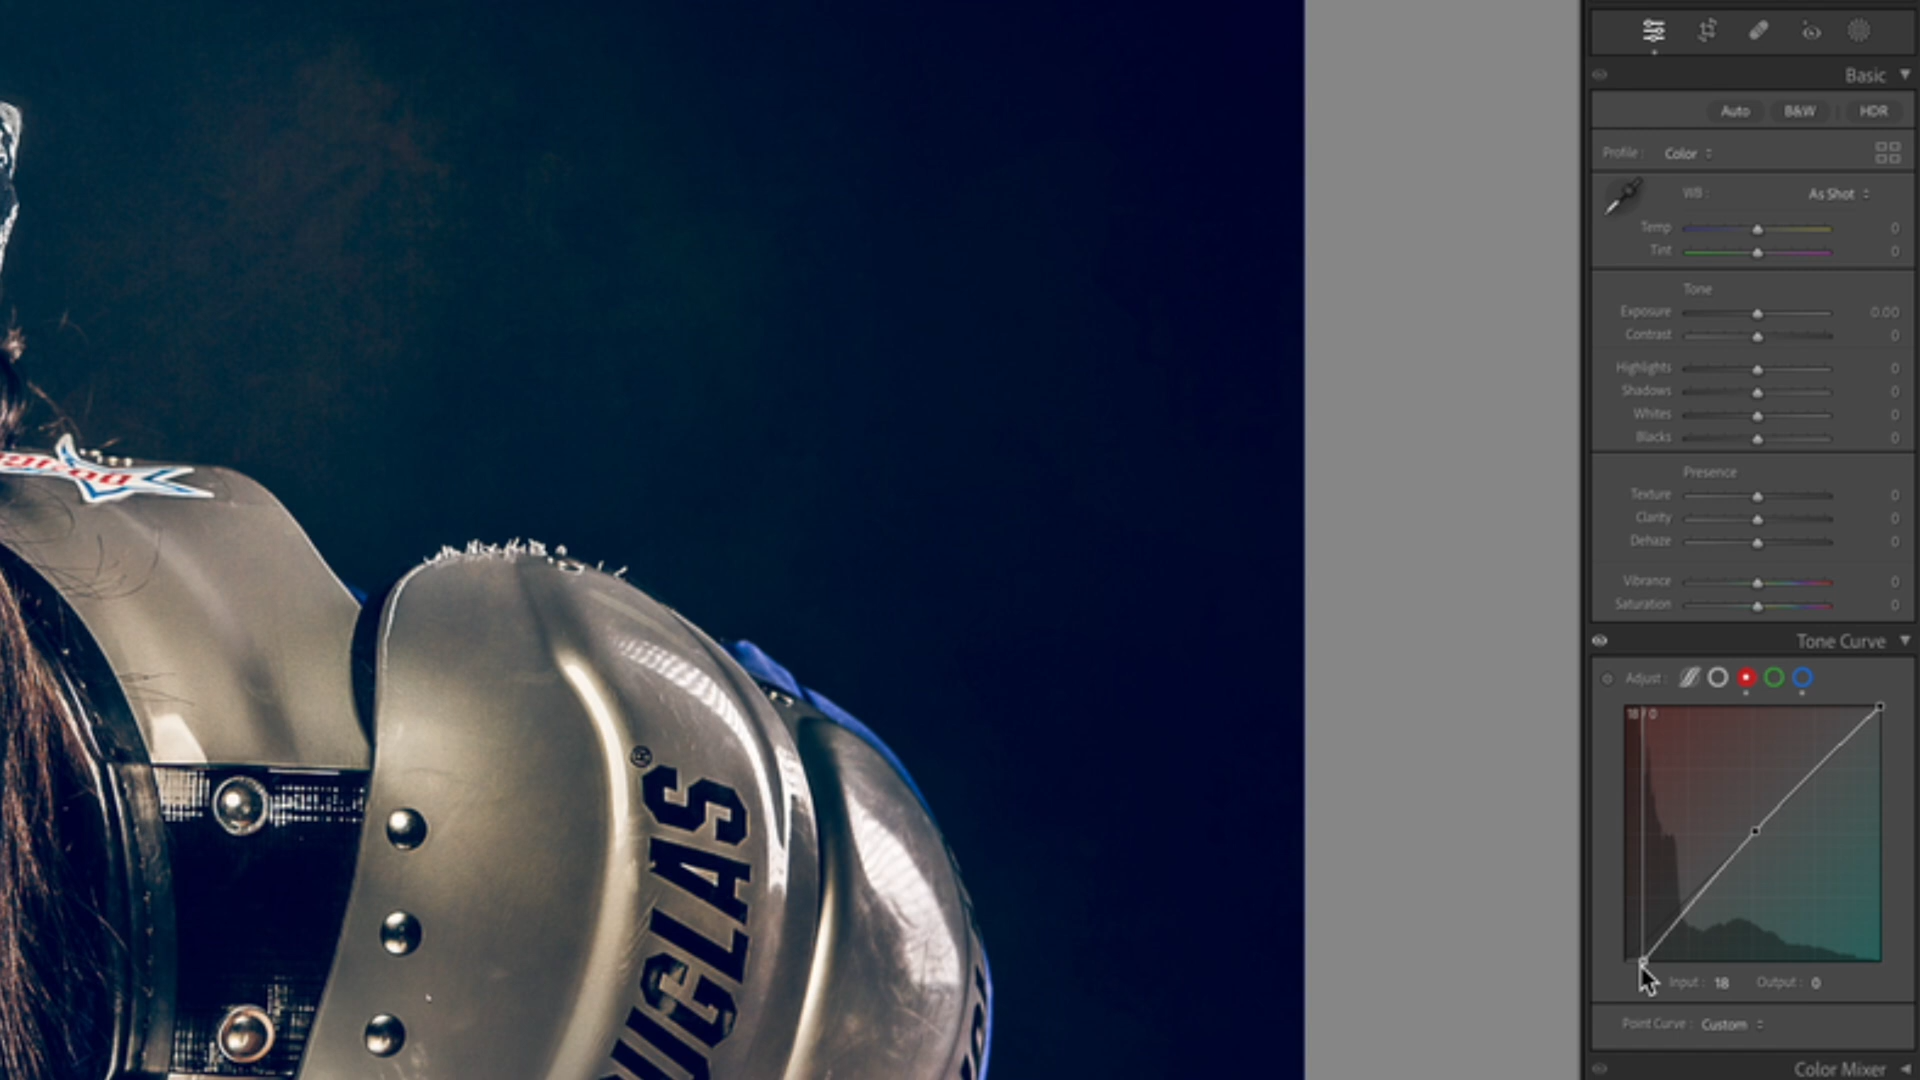 Basic
Auto B&W HDR
Profile : Color
WB : As Shot
Temp 0
Tint 0
Tone
Exposure 0.00
Contrast 0
Highlights 0
Shadows 0
Whites 0
Blacks 0
Presence
Texture 0
Clarity 0
Dehaze 0
Vibrance 0
Saturation 0
Tone Curve
Adjust :
18 / 0
Input : 18 Output : 0
Point Curve : Custom
Color Mixer
®